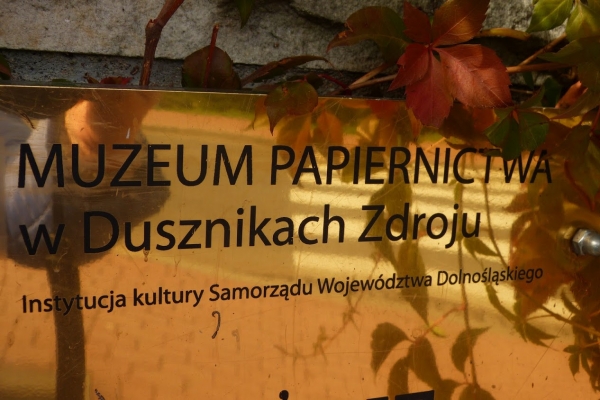 MUZEUM PAPIERNICTWA
w Dusznikach Zdroju
Instytucja kultury Samorządu Województwa Dolnośląskiego